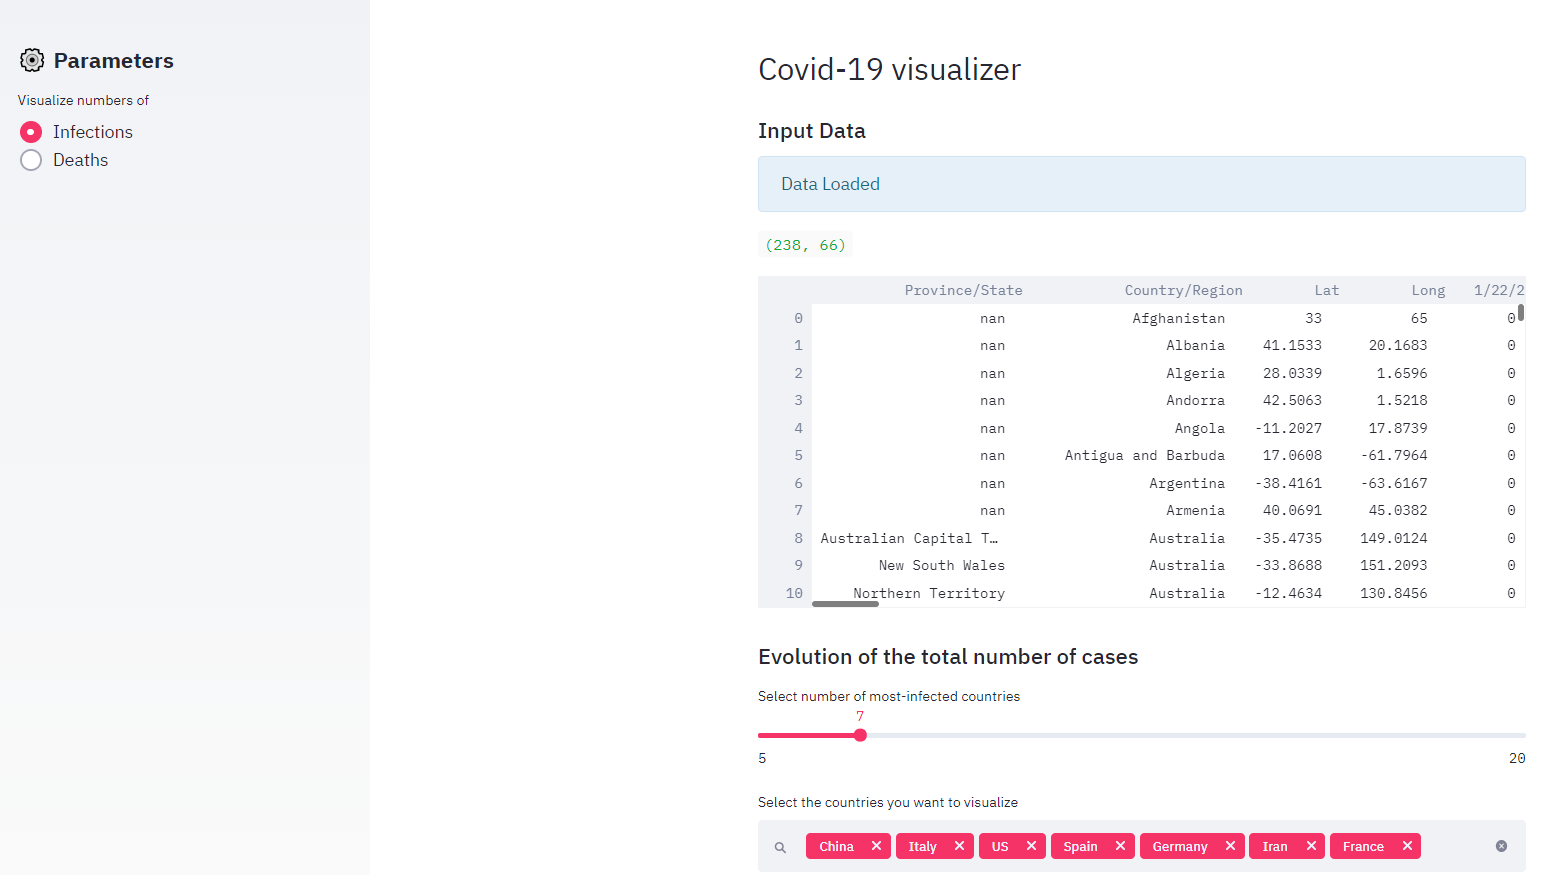 Parameters
Visualize numbers of
Infections
Deaths
Covid-19 visualizer
Input Data
Data Loaded
(238, 66)
Province/State Country/Region Lat Long 1/22/2
0 nan Afghanistan 33 65 0
1 nan Albania 41.1533 20.1683 0
2 nan Algeria 28.0339 1.6596 0
3 nan Andorra 42.5063 1.5218 0
4 nan Angola -11.2027 17.8739 0
5 nan Antigua and Barbuda 17.0608 -61.7964 0
6 nan Argentina -38.4161 -63.6167 0
7 nan Armenia 40.0691 45.0382 0
8 Australian Capital T… Australia -35.4735 149.0124 0
9 New South Wales Australia -33.8688 151.2093 0
10 Northern Territory Australia -12.4634 130.8456 0
Evolution of the total number of cases
Select number of most-infected countries
7
5 20
Select the countries you want to visualize
China Italy US Spain Germany Iran France